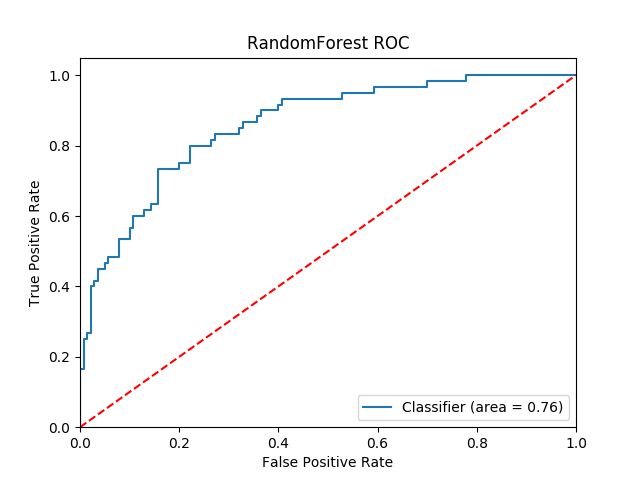 RandomForest ROC
True Positive Rate
1.0
0.8
0.6
0.4
0.2
0.0
Classifier (area = 0.76)
0.0 0.2 0.4 0.6 0.8 1.0
False Positive Rate